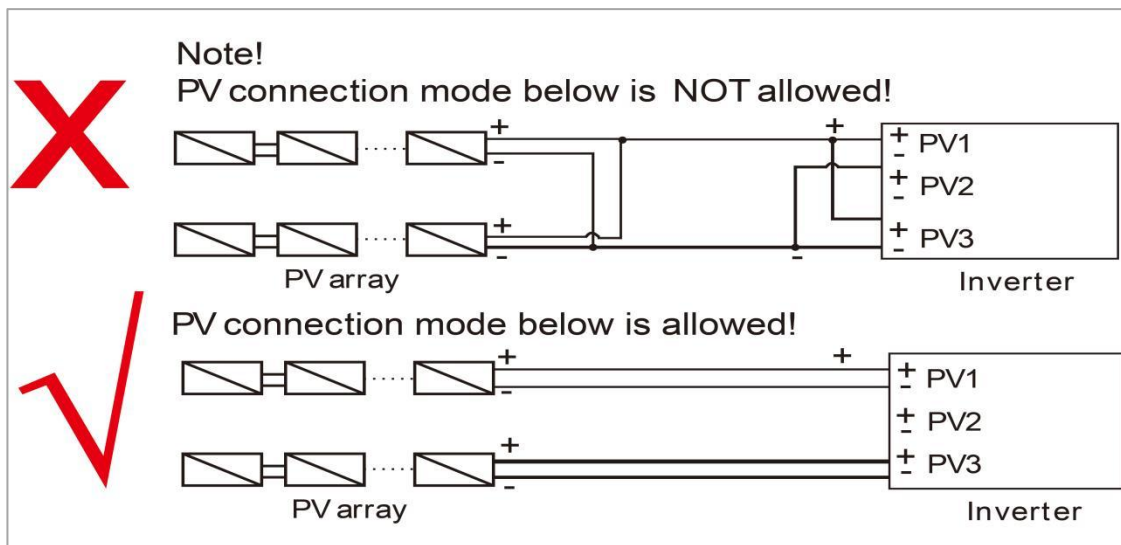 Note!
PV connection mode below is NOT allowed!
+
-
+
+ - PV1
+ - PV2
+ - PV3
+
-
-
PV array
Inverter
PV connection mode below is allowed!
+
-
+
+ - PV1
+ - PV2
+ - PV3
+
-
PV array
Inverter